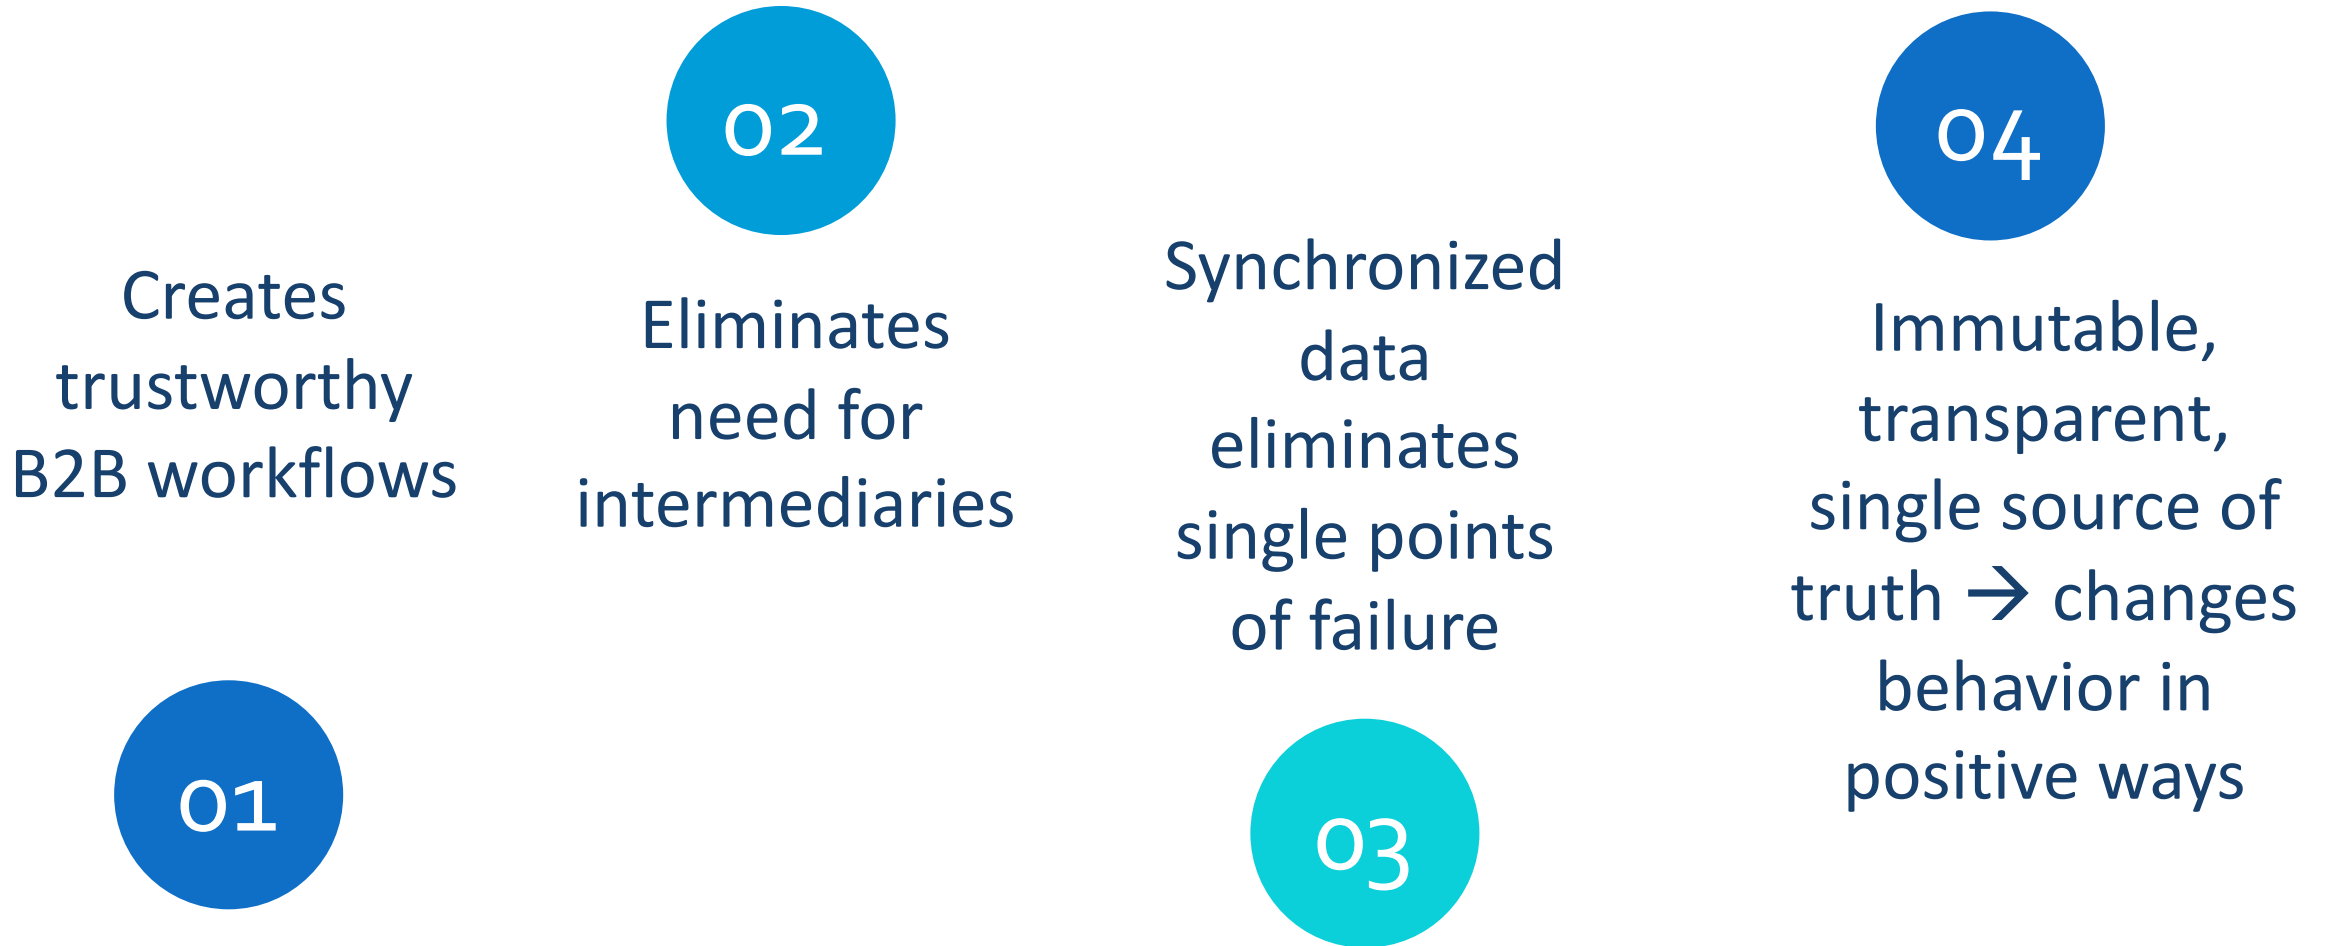 01
Creates
trustworthy
B2B workflows
02
Eliminates
need for
intermediaries
03
Synchronized
data
eliminates
single points
of failure
04
Immutable,
transparent,
single source of
truth → changes
behavior in
positive ways